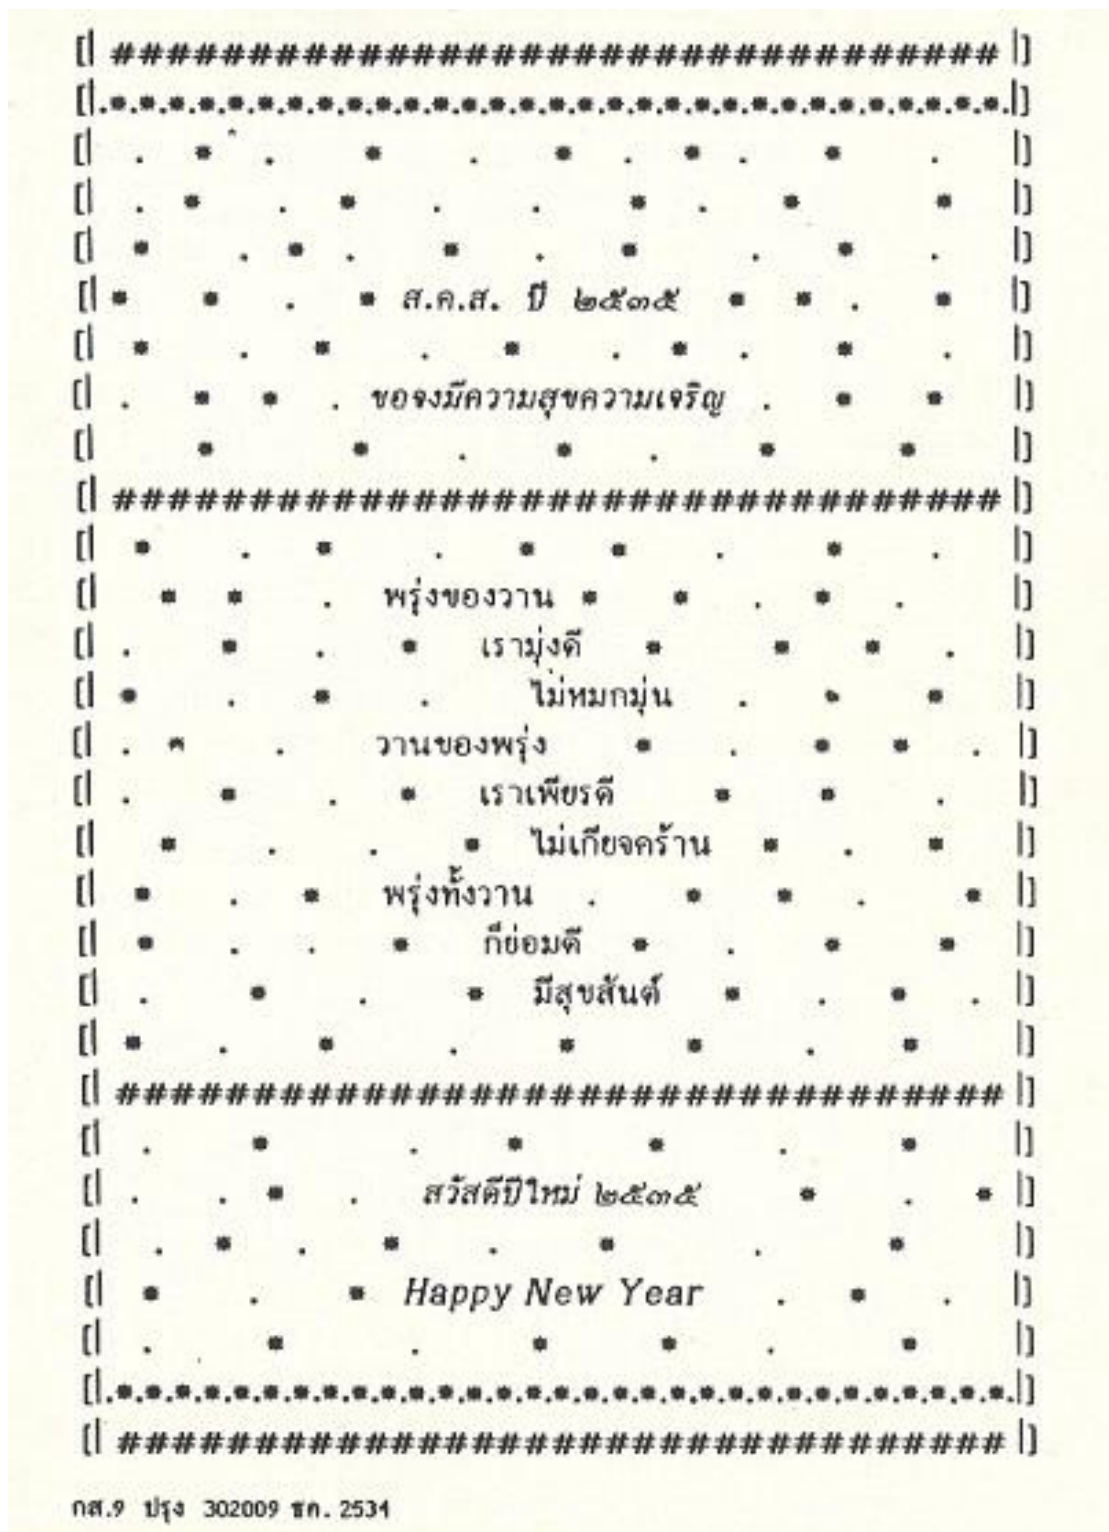 ส.ค.ส. ปี ๒๕๓๕
ขอจงมีความสุขความเจริญ
พรุ่งของวาน
เรามุ่งดี
ไม่หมกมุ่น
วานของพรุ่ง
เราเพียรดี
ไม่เกียจคร้าน
พรุ่งทั้งวาน
ก็ย่อมดี
มีสุขสันต์
สวัสดีปีใหม่ ๒๕๓๕
Happy New Year
กส.9 ปรุง 302009 ธค. 2534